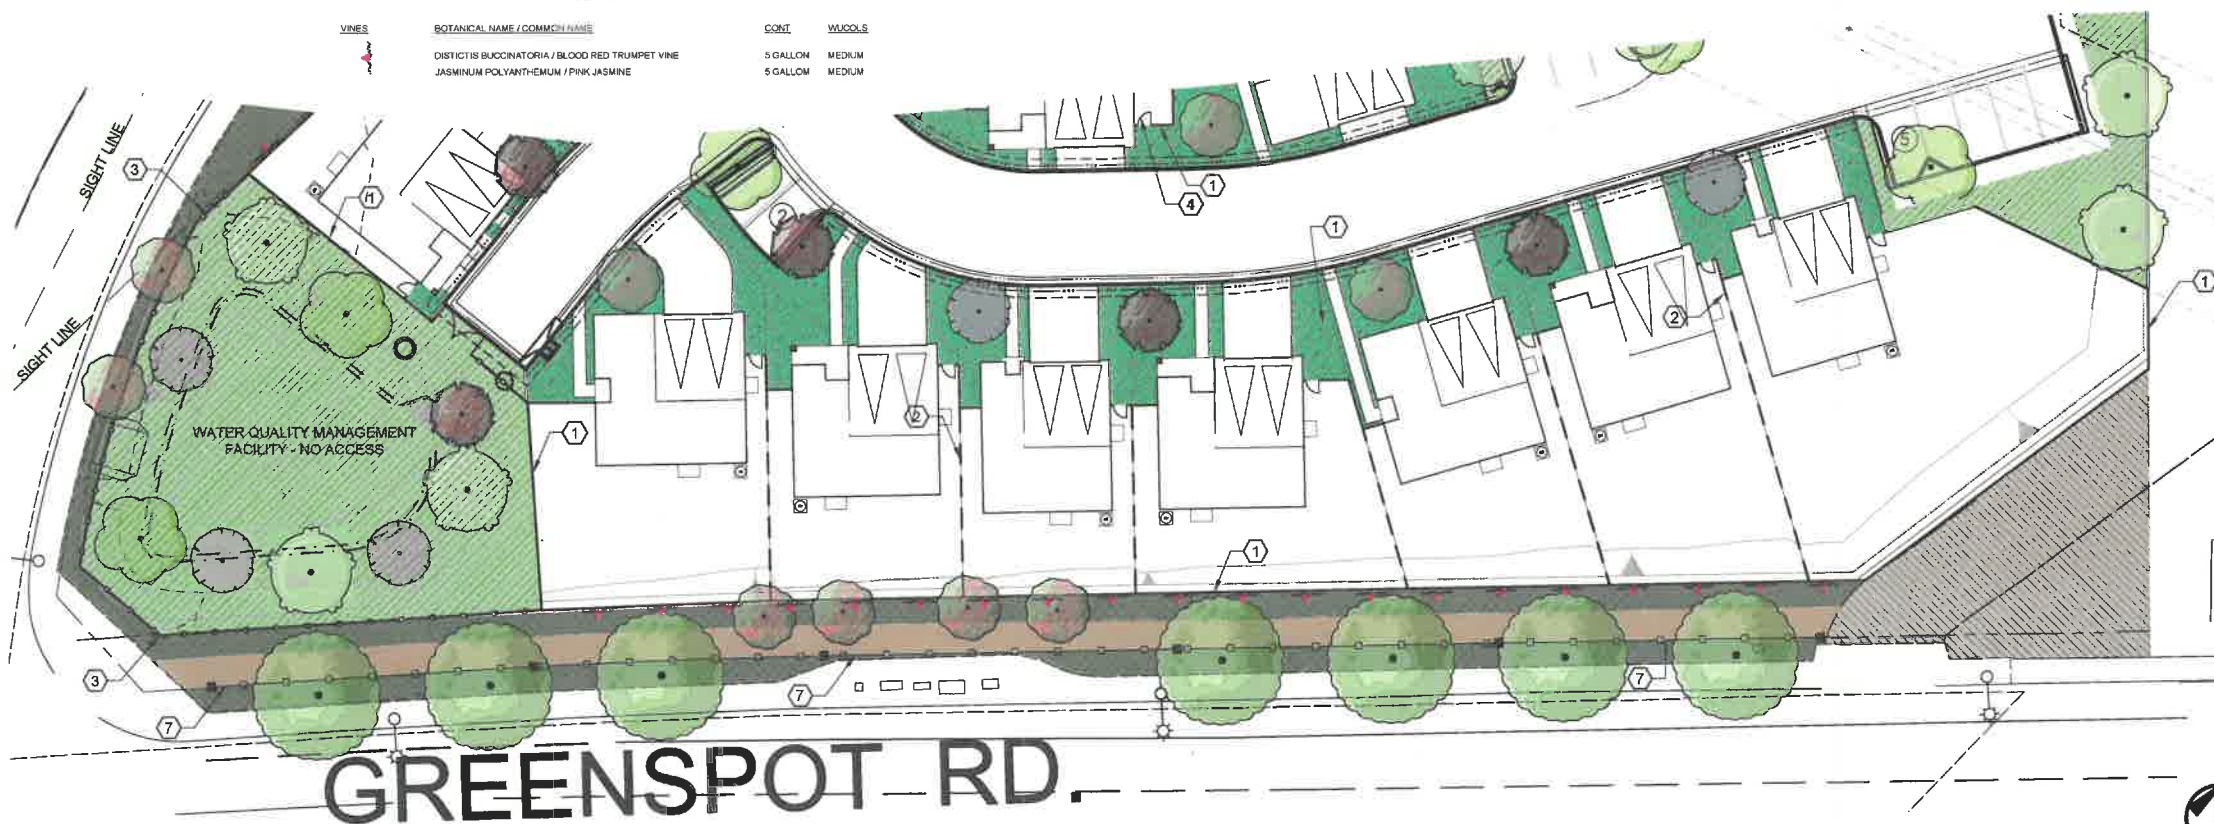 VINES BOTANICAL NAME / COMMON NAME CONT WUCOLS
DISTICTIS BUCCINATORIA / BLOOD RED TRUMPET VINE 5 GALLON MEDIUM
JASMINUM POLYANTHEMUM / PINK JASMINE 5 GALLON MEDIUM
SIGHT LINE
3
1
1
4
5
2
1
SIGHT LINE
1
2
2
WATER QUALITY MANAGEMENT
FACILITY - NO ACCESS
1
1
3
7
7
7
GREENSPOT RD.